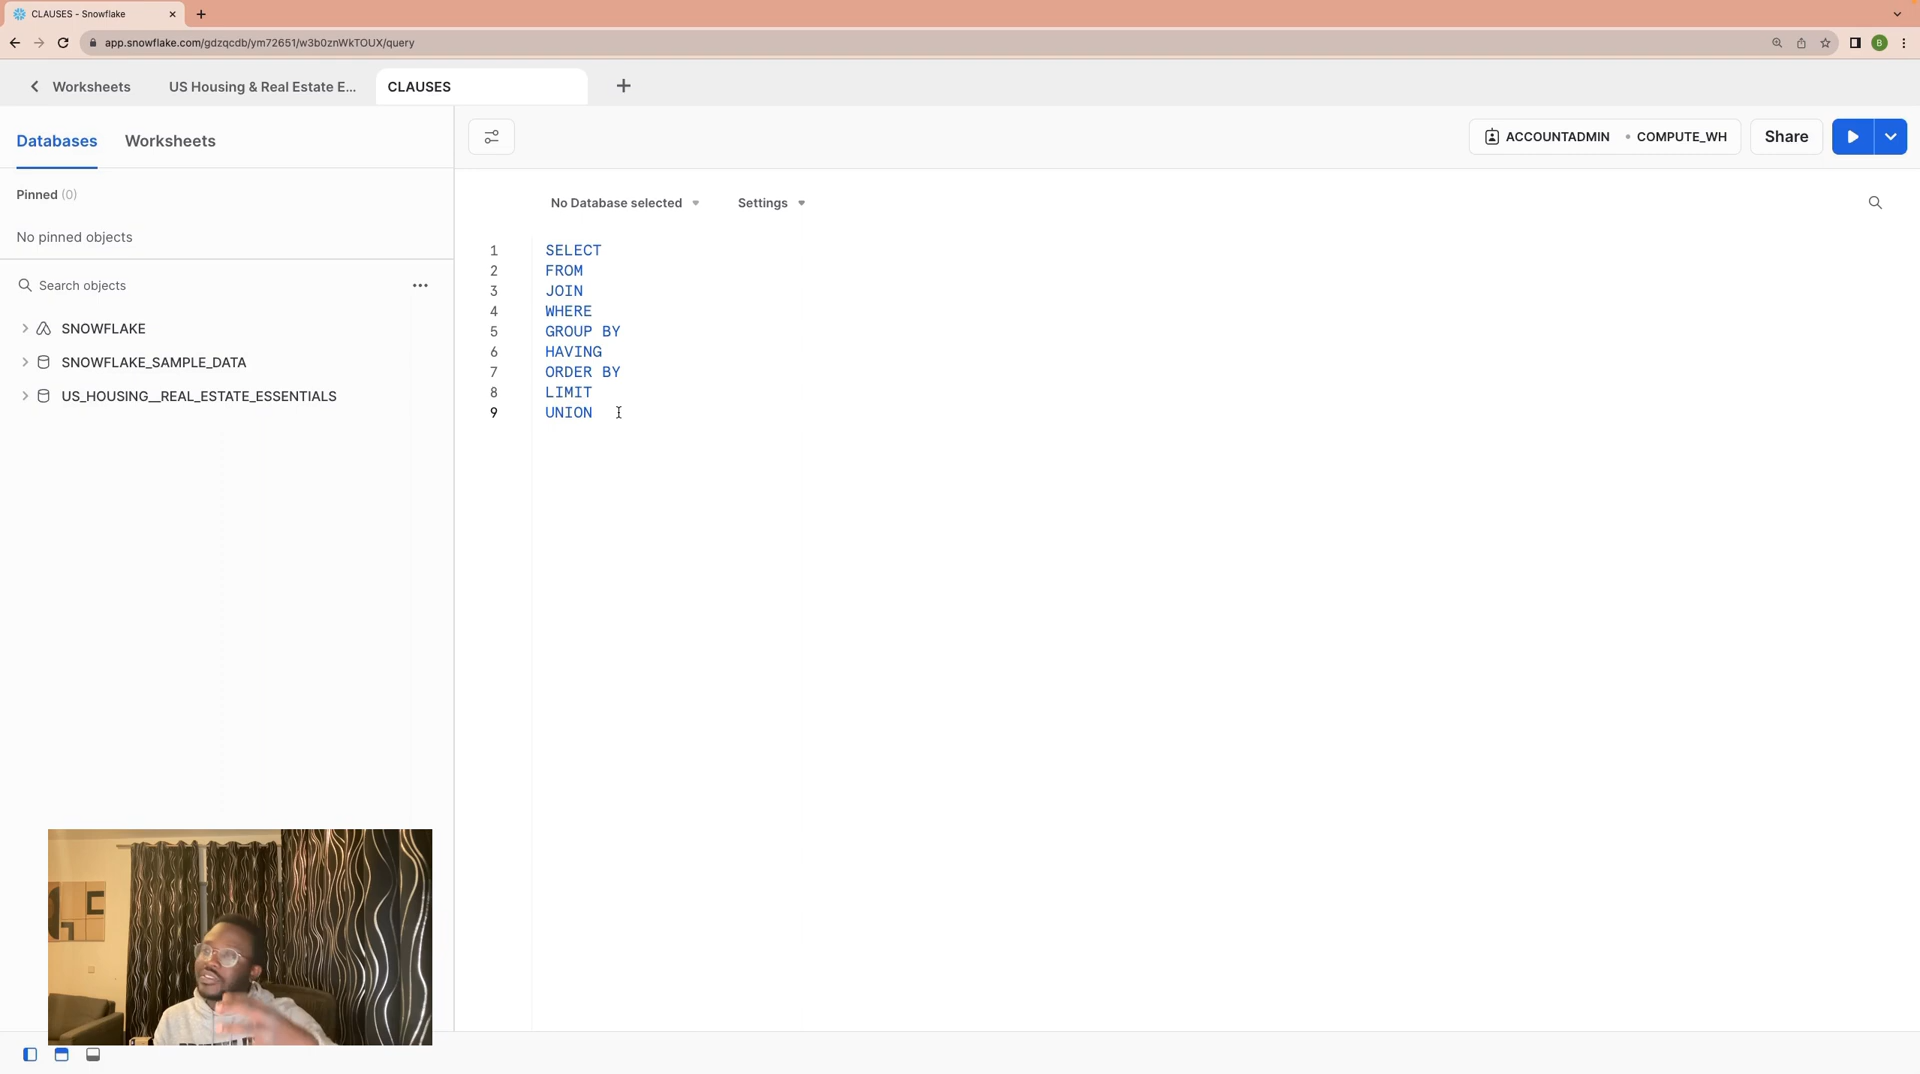 CLAUSES - Snowflake
app.snowflake.com/gdzqcdb/ym72651/w3b0znWkTOUX/query
B
Worksheets
US Housing & Real Estate E...
CLAUSES
Databases
Worksheets
ACCOUNTADMIN
COMPUTE_WH
Share
Pinned (0)
No Database selected
Settings
No pinned objects
Search objects
SNOWFLAKE
SNOWFLAKE_SAMPLE_DATA
US_HOUSING__REAL_ESTATE_ESSENTIALS
1 SELECT
2 FROM
3 JOIN
4 WHERE
5 GROUP BY
6 HAVING
7 ORDER BY
8 LIMIT
9 UNION